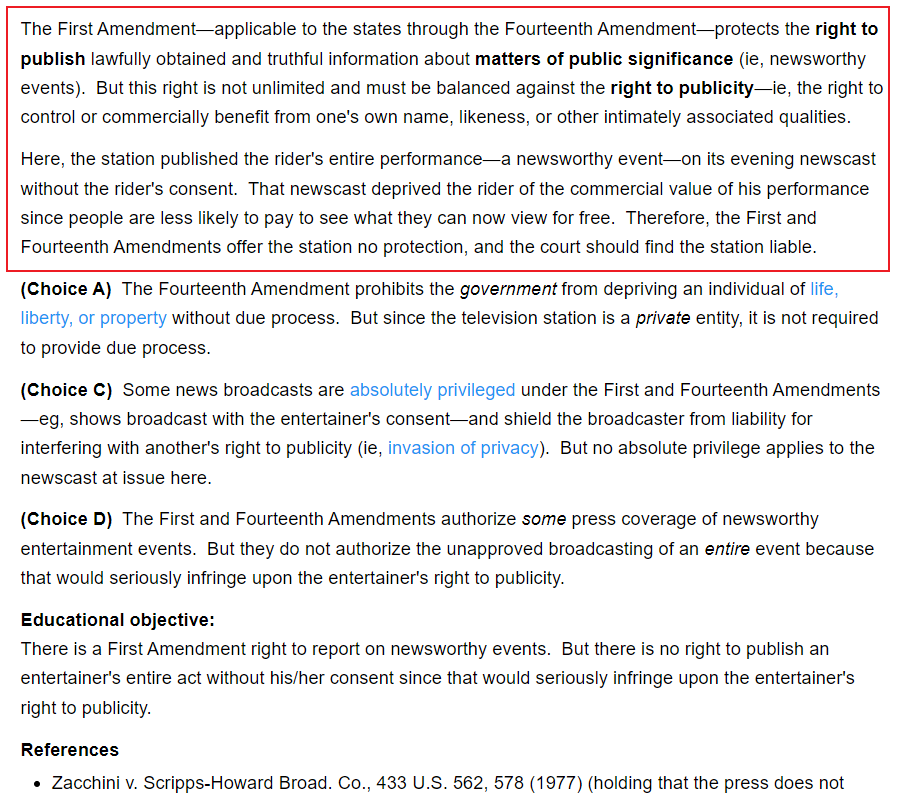 The First Amendment—applicable to the states through the Fourteenth Amendment—protects the right to
publish lawfully obtained and truthful information about matters of public significance (ie, newsworthy
events).  But this right is not unlimited and must be balanced against the right to publicity—ie, the right to
control or commercially benefit from one's own name, likeness, or other intimately associated qualities.
Here, the station published the rider's entire performance—a newsworthy event—on its evening newscast
without the rider's consent.  That newscast deprived the rider of the commercial value of his performance
since people are less likely to pay to see what they can now view for free.  Therefore, the First and
Fourteenth Amendments offer the station no protection, and the court should find the station liable.
(Choice A)  The Fourteenth Amendment prohibits the government from depriving an individual of life,
liberty, or property without due process.  But since the television station is a private entity, it is not required
to provide due process.
(Choice C)  Some news broadcasts are absolutely privileged under the First and Fourteenth Amendments
—eg, shows broadcast with the entertainer's consent—and shield the broadcaster from liability for
interfering with another's right to publicity (ie, invasion of privacy).  But no absolute privilege applies to the
newscast at issue here.
(Choice D)  The First and Fourteenth Amendments authorize some press coverage of newsworthy
entertainment events.  But they do not authorize the unapproved broadcasting of an entire event because
that would seriously infringe upon the entertainer's right to publicity.
Educational objective:
There is a First Amendment right to report on newsworthy events.  But there is no right to publish an
entertainer's entire act without his/her consent since that would seriously infringe upon the entertainer's
right to publicity.
References
• Zacchini v. Scripps-Howard Broad. Co., 433 U.S. 562, 578 (1977) (holding that the press does not